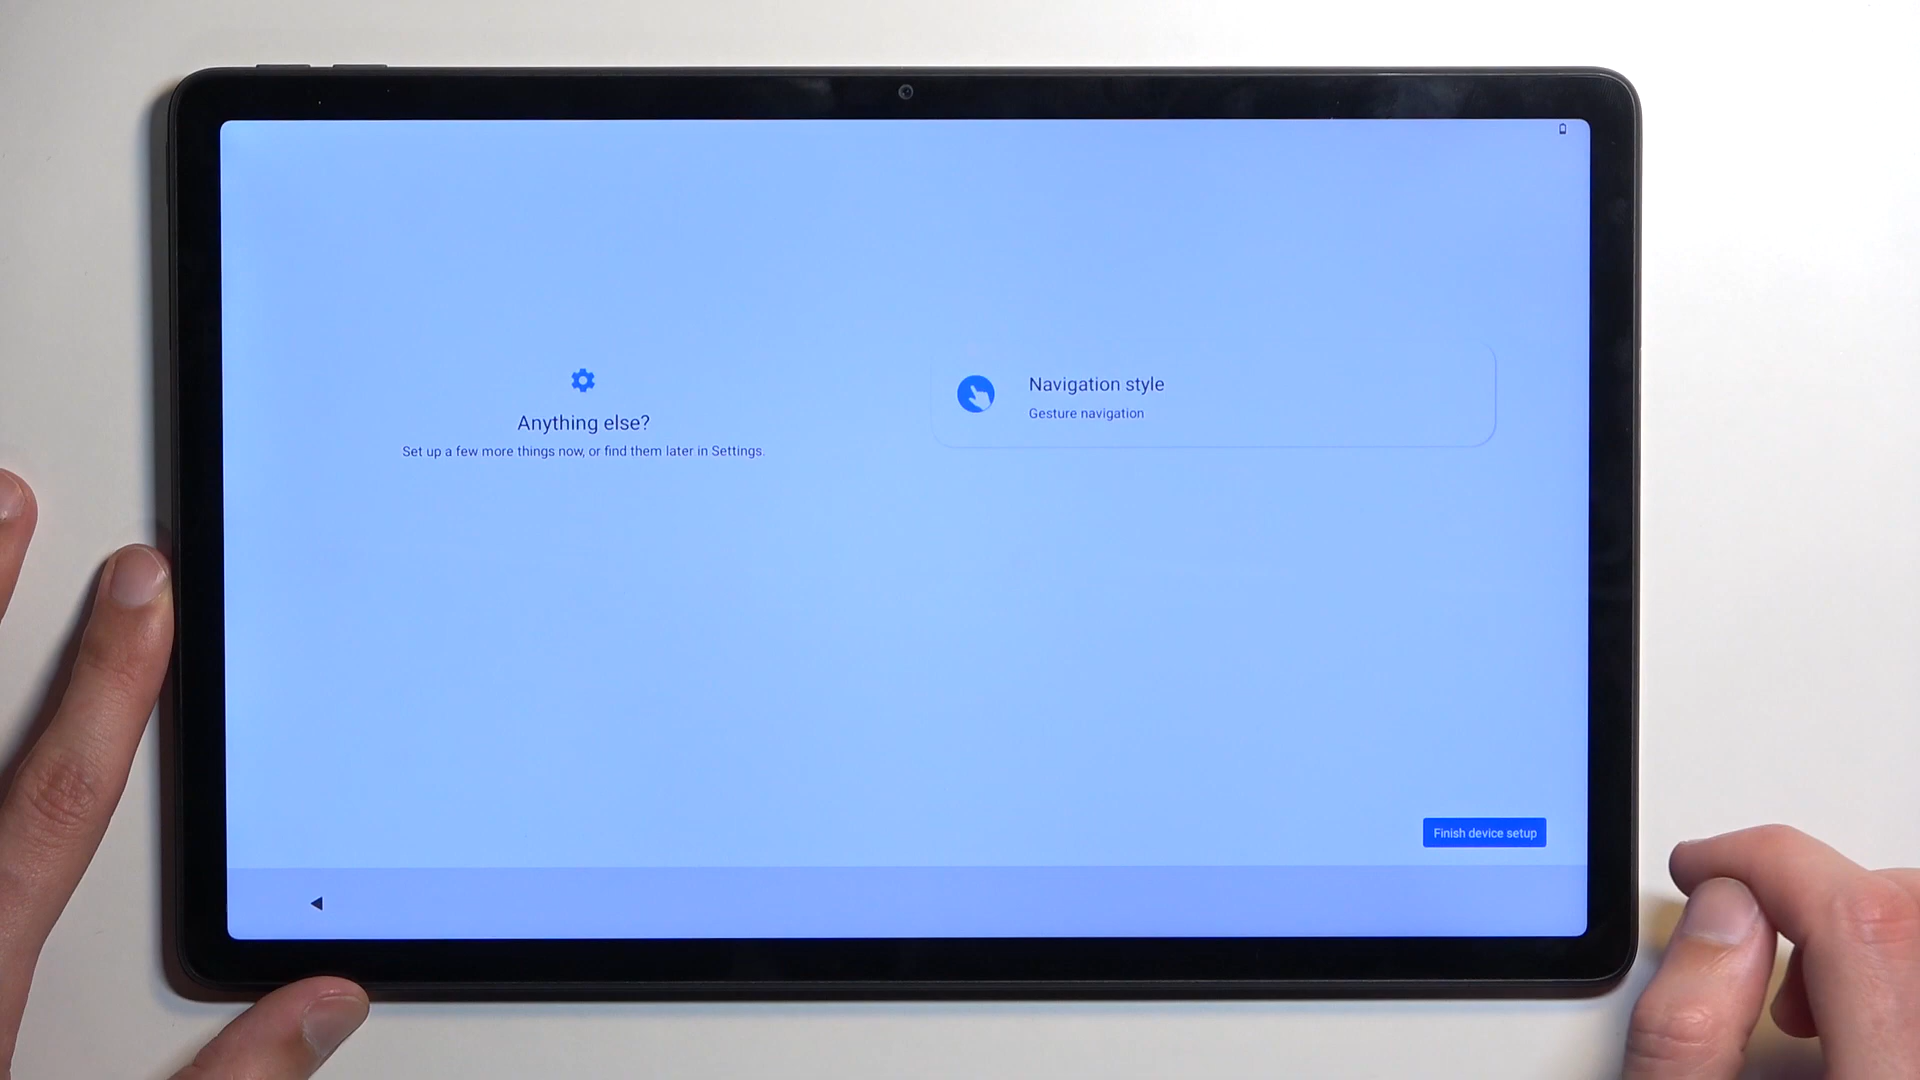 Anything else?
Set up a few more things now, or find them later in Settings.
Navigation style
Gesture navigation
Finish device setup